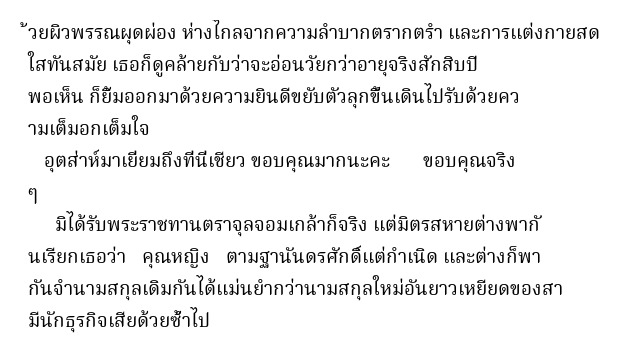 ้วยผิวพรรณผุดผ่อง ห่างไกลจากความลำบากตรากตรำ และการแต่งกายสด
ใสทันสมัย เธอก็ดูคล้ายกับว่าจะอ่อนวัยกว่าอายุจริงสักสิบปี
พอเห็น ก็ยิ้มออกมาด้วยความยินดีขยับตัวลุกขึ้นเดินไปรับด้วยคว
ามเต็มอกเต็มใจ
อุตส่าห์มาเยี่ยมถึงที่นี่เชียว ขอบคุณมากนะคะ ขอบคุณจริง
ๆ
มิได้รับพระราชทานตราจุลจอมเกล้าก็จริง แต่มิตรสหายต่างพากั
นเรียกเธอว่า คุณหญิง ตามฐานันดรศักดิ์แต่กำเนิด และต่างก็พา
กันจำนามสกุลเดิมกันได้แม่นยำกว่านามสกุลใหม่อันยาวเหยียดของสา
มีนักธุรกิจเสียด้วยซ้ำไป